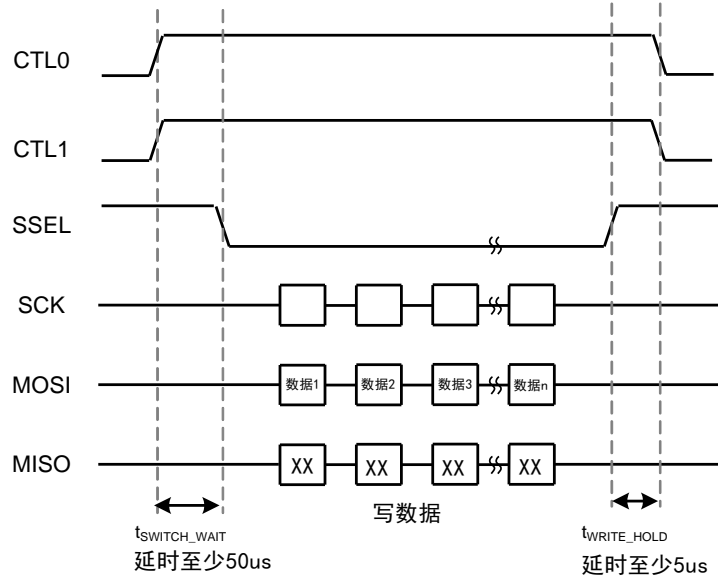 CTL0
CTL1
SSEL
SCK
MOSI 数据1 数据2 数据3 数据n
MISO XX XX XX XX
写数据
tSWITCH_WAIT
延时至少50us
tWRITE_HOLD
延时至少5us